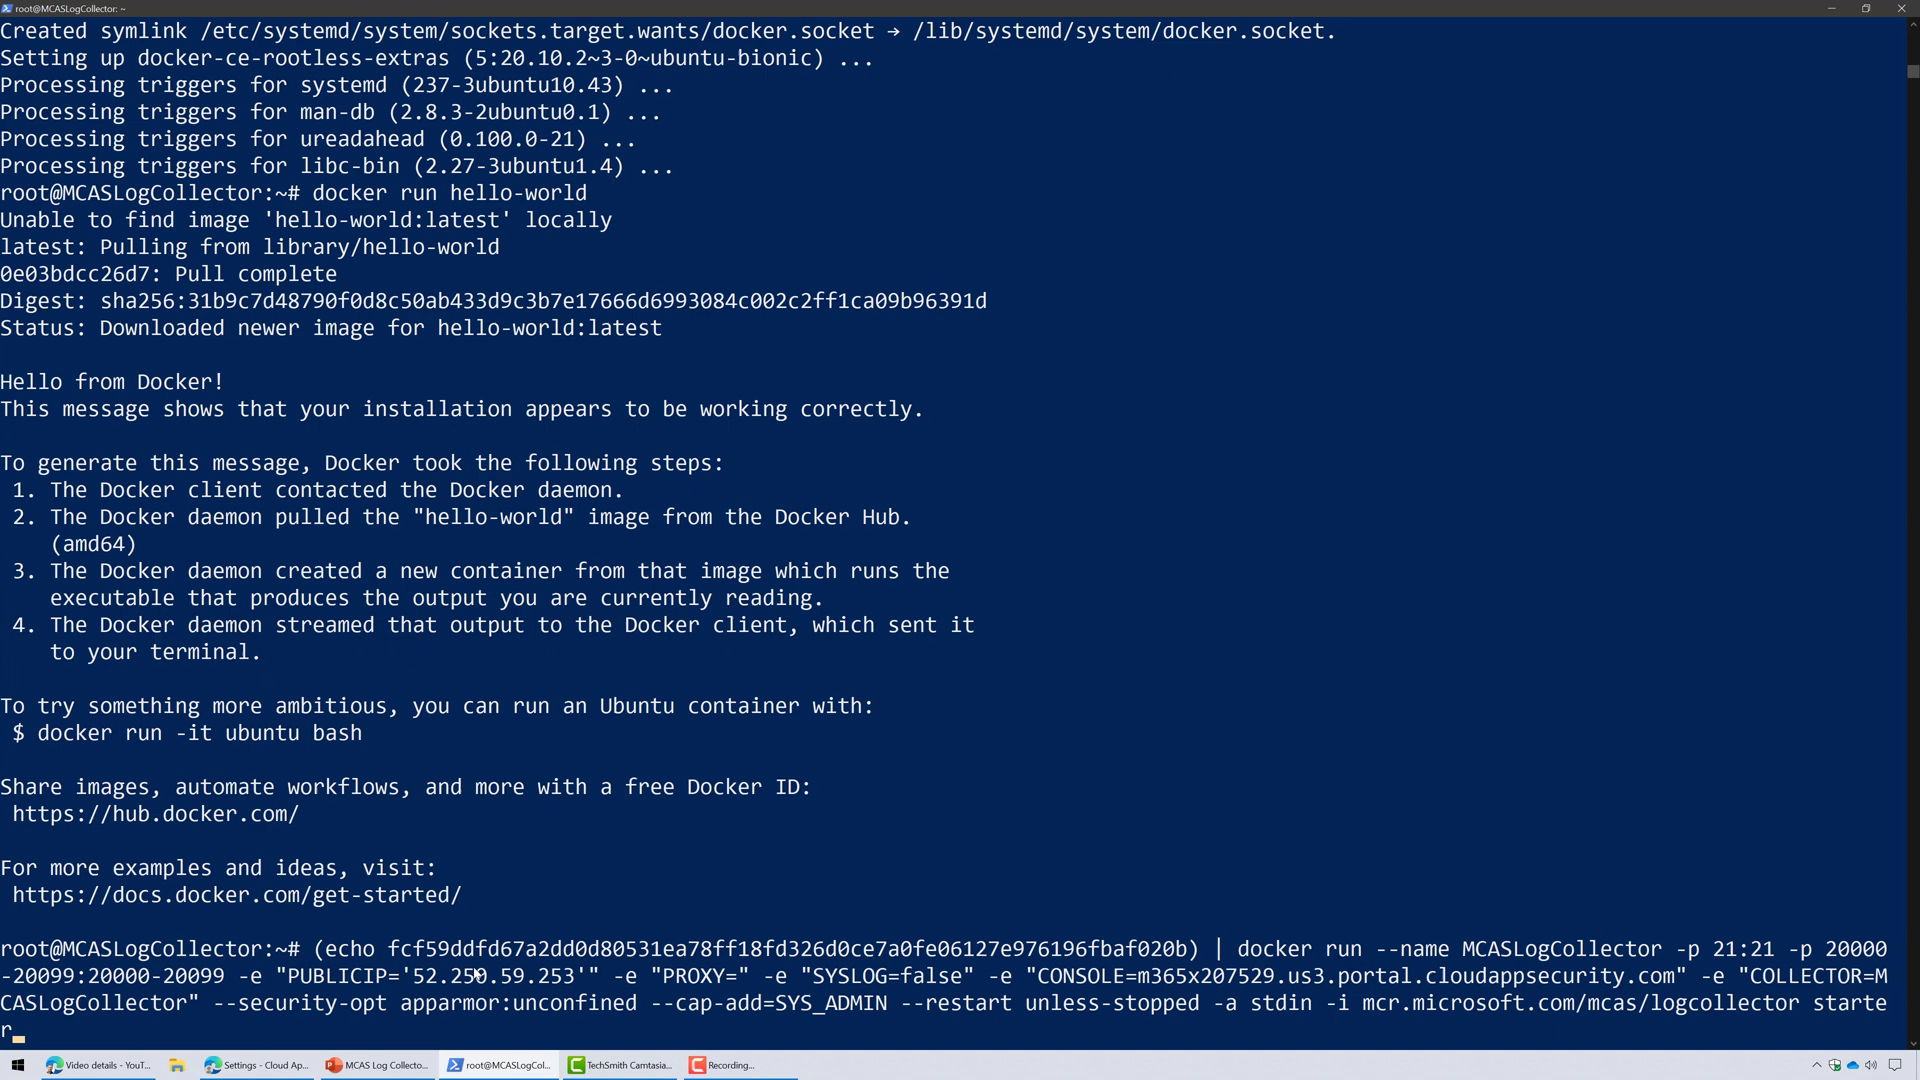 root@MCASLogCollector: ~
Created symlink /etc/systemd/system/sockets.target.wants/docker.socket → /lib/systemd/system/docker.socket.
Setting up docker-ce-rootless-extras (5:20.10.2~3-0~ubuntu-bionic) ...
Processing triggers for systemd (237-3ubuntu10.43) ...
Processing triggers for man-db (2.8.3-2ubuntu0.1) ...
Processing triggers for ureadahead (0.100.0-21) ...
Processing triggers for libc-bin (2.27-3ubuntu1.4) ...
root@MCASLogCollector:~# docker run hello-world
Unable to find image 'hello-world:latest' locally
latest: Pulling from library/hello-world
0e03bdcc26d7: Pull complete
Digest: sha256:31b9c7d48790f0d8c50ab433d9c3b7e17666d6993084c002c2ff1ca09b96391d
Status: Downloaded newer image for hello-world:latest
Hello from Docker!
This message shows that your installation appears to be working correctly.
To generate this message, Docker took the following steps:
1. The Docker client contacted the Docker daemon.
2. The Docker daemon pulled the "hello-world" image from the Docker Hub.
(amd64)
3. The Docker daemon created a new container from that image which runs the
executable that produces the output you are currently reading.
4. The Docker daemon streamed that output to the Docker client, which sent it
to your terminal.
To try something more ambitious, you can run an Ubuntu container with:
$ docker run -it ubuntu bash
Share images, automate workflows, and more with a free Docker ID:
https://hub.docker.com/
For more examples and ideas, visit:
https://docs.docker.com/get-started/
root@MCASLogCollector:~# (echo fcf59ddfd67a2dd0d80531ea78ff18fd326d0ce7a0fe06127e976196fbaf020b) | docker run --name MCASLogCollector -p 21:21 -p 20000
-20099:20000-20099 -e "PUBLICIP='52.250.59.253'" -e "PROXY=" -e "SYSLOG=false" -e "CONSOLE=m365x207529.us3.portal.cloudappsecurity.com" -e "COLLECTOR=M
CASLogCollector" --security-opt apparmor:unconfined --cap-add=SYS_ADMIN --restart unless-stopped -a stdin -i mcr.microsoft.com/mcas/logcollector starte
r
Video details - YouT...
Settings - Cloud Ap...
MCAS Log Collecto...
root@MCASLogCol...
TechSmith Camtasia...
Recording...